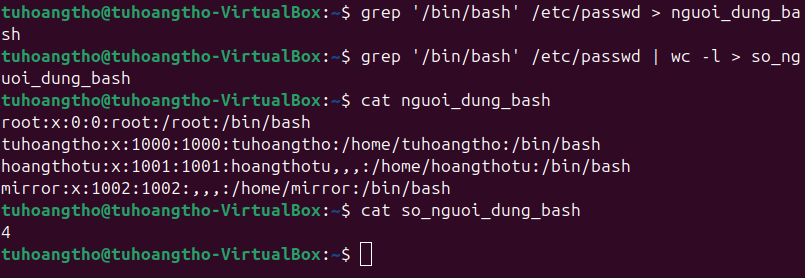 tuhoangtho@tuhoangtho-VirtualBox:~$ grep '/bin/bash' /etc/passwd > nguoi_dung_ba
sh
tuhoangtho@tuhoangtho-VirtualBox:~$ grep '/bin/bash' /etc/passwd | wc -l > so_ng
uoi_dung_bash
tuhoangtho@tuhoangtho-VirtualBox:~$ cat nguoi_dung_bash
root:x:0:0:root:/root:/bin/bash
tuhoangtho:x:1000:1000:tuhoangtho:/home/tuhoangtho:/bin/bash
hoangthotu:x:1001:1001:hoangthotu,,,:/home/hoangthotu:/bin/bash
mirror:x:1002:1002:,,,:/home/mirror:/bin/bash
tuhoangtho@tuhoangtho-VirtualBox:~$ cat so_nguoi_dung_bash
4
tuhoangtho@tuhoangtho-VirtualBox:~$